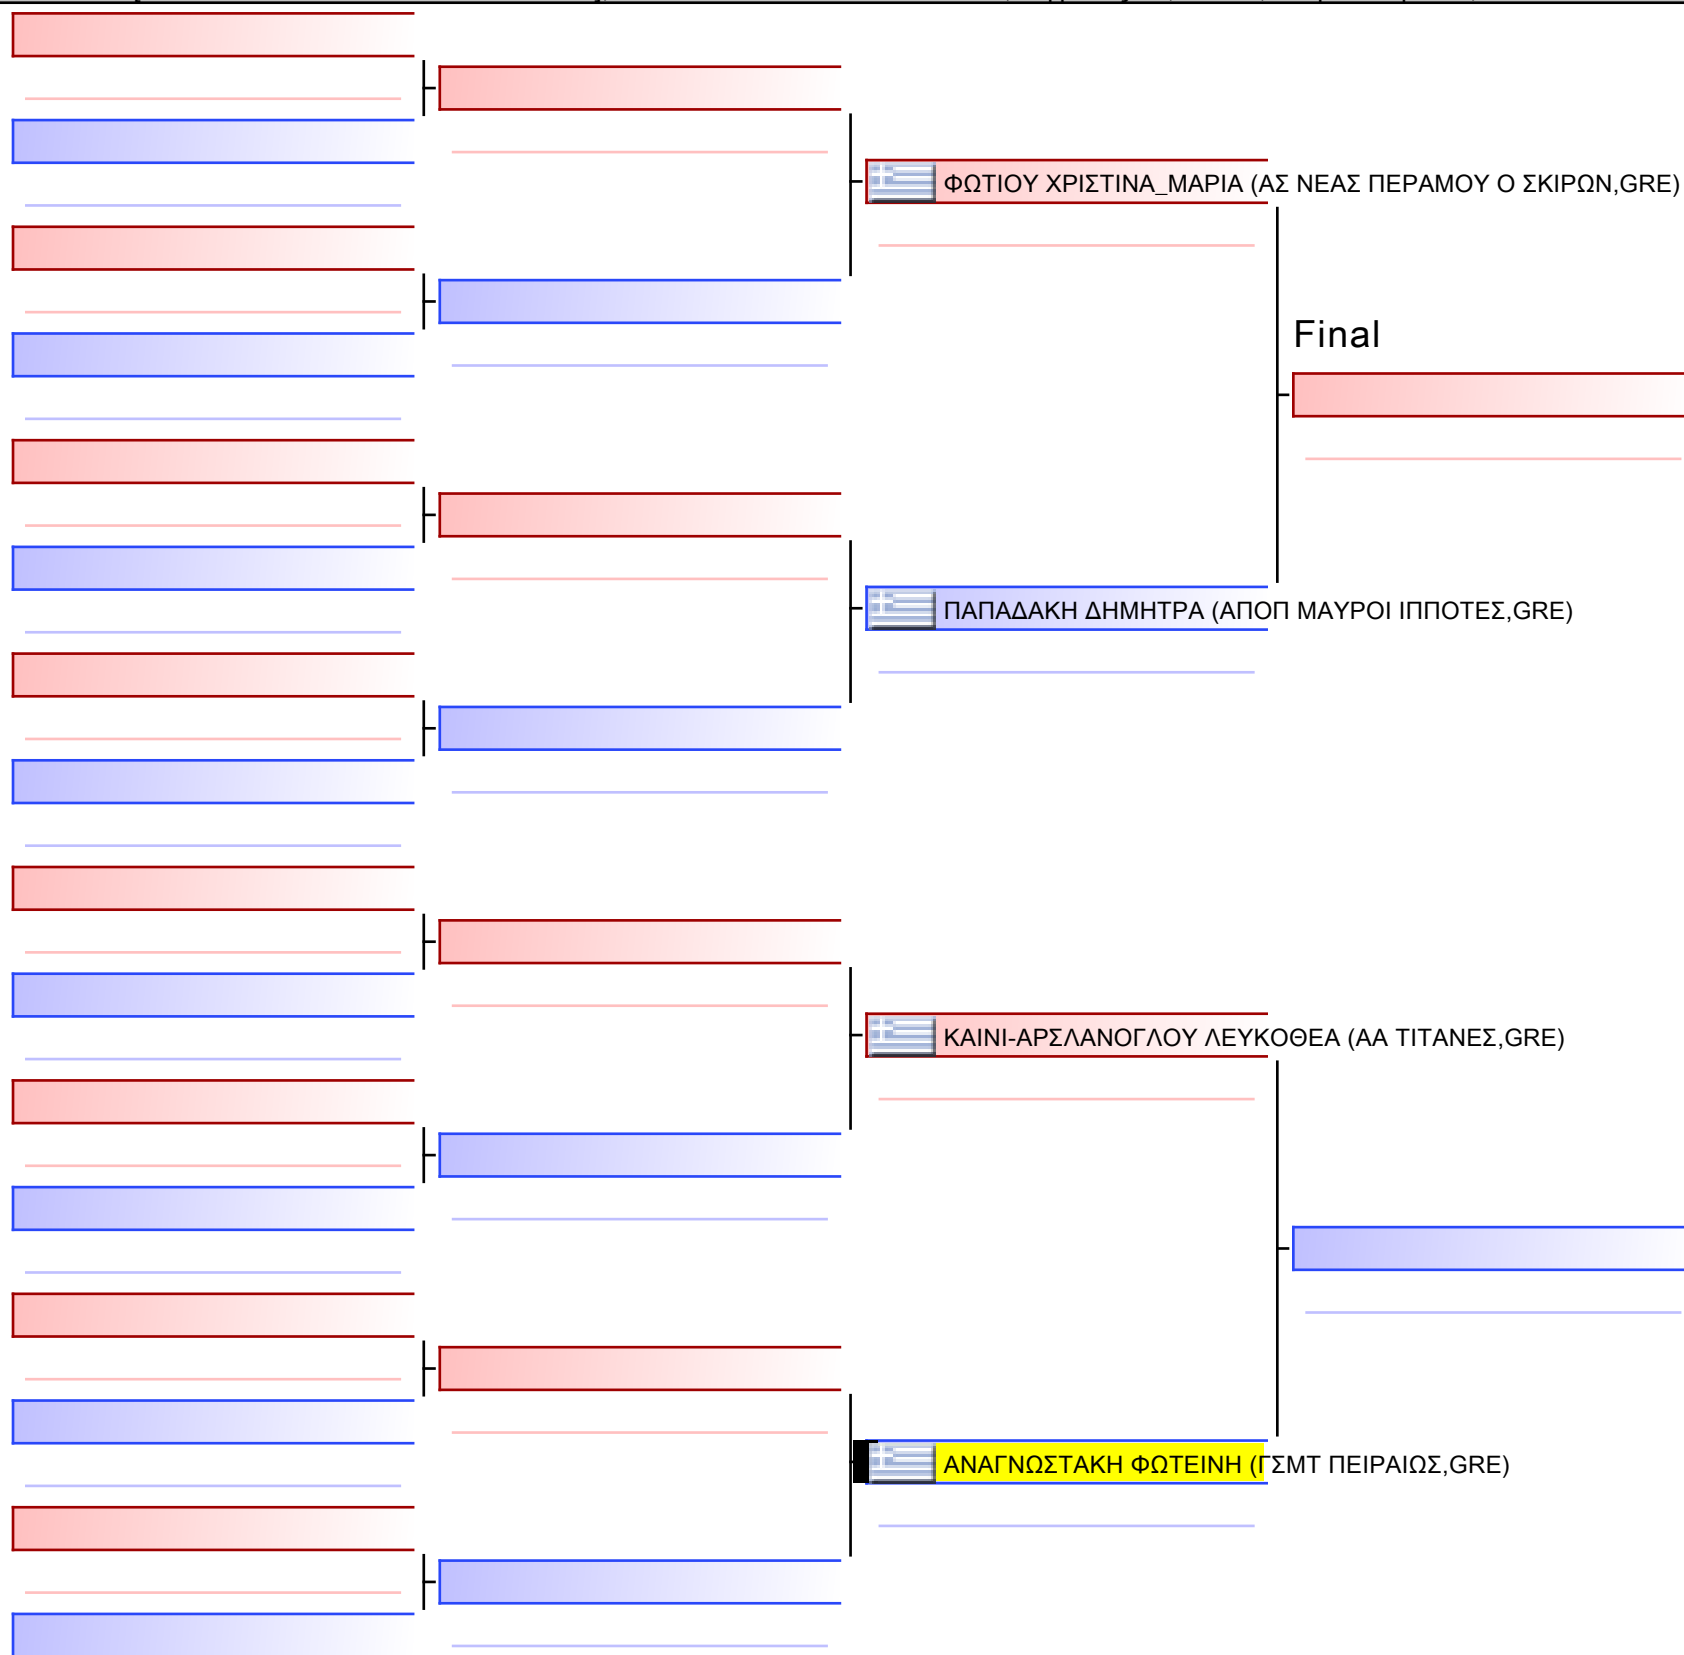 ΦΩΤΙΟΥ ΧΡΙΣΤΙΝΑ_ΜΑΡΙΑ (ΑΣ ΝΕΑΣ ΠΕΡΑΜΟΥ Ο ΣΚΙΡΩΝ,GRE)
Final
ΠΑΠΑΔΑΚΗ ΔΗΜΗΤΡΑ (ΑΠΟΠ ΜΑΥΡΟΙ ΙΠΠΟΤΕΣ,GRE)
ΚΑΙΝΙ-ΑΡΣΛΑΝΟΓΛΟΥ ΛΕΥΚΟΘΕΑ (ΑΑ ΤΙΤΑΝΕΣ,GRE)
ΑΝΑΓΝΩΣΤΑΚΗ ΦΩΤΕΙΝΗ (ΓΣΜΤ ΠΕΙΡΑΙΩΣ,GRE)